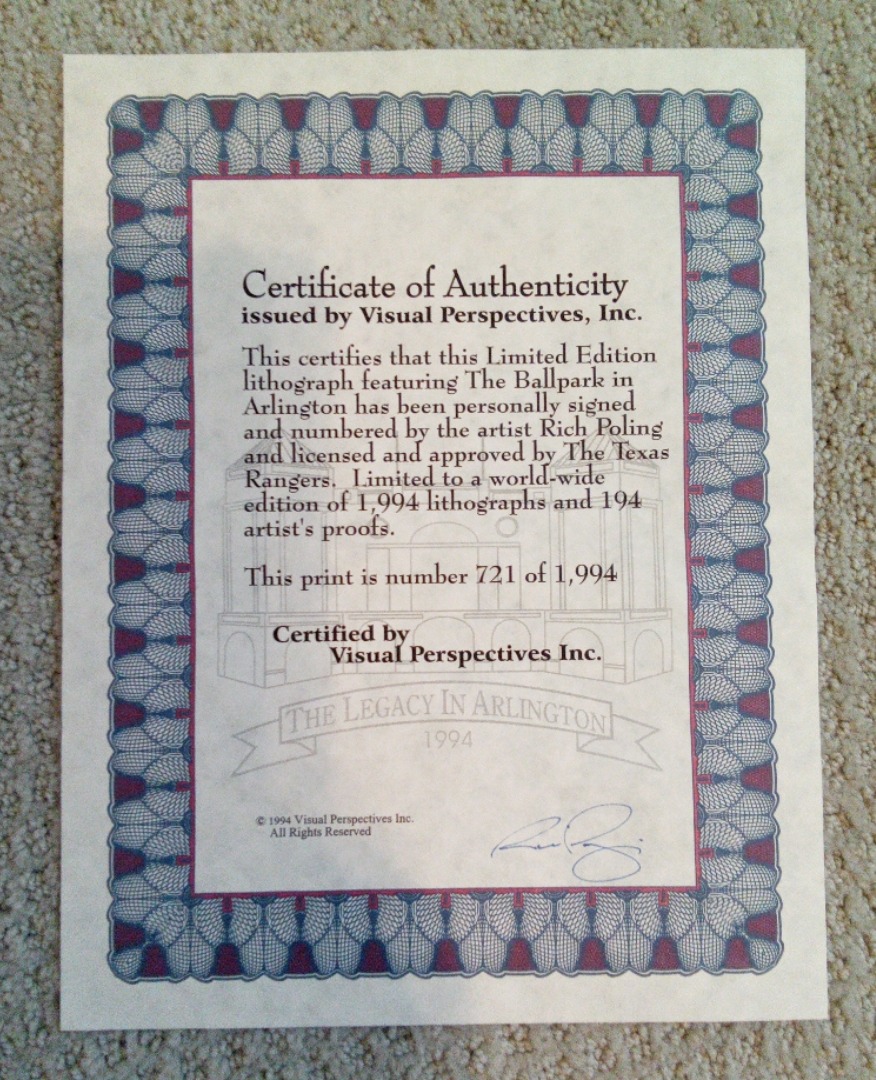 Certificate of Authenticity
issued by Visual Perspectives, Inc.
This certifies that this Limited Edition
lithograph featuring The Ballpark in
Arlington has been personally signed
and numbered by the artist Rich Poling
and licensed and approved by The Texas
Rangers. Limited to a world-wide
edition of 1,994 lithographs and 194
artist's proofs.
This print is number 721 of 1,994
Certified by
Visual Perspectives Inc.
THE LEGACY IN ARLINGTON
1994
© 1994 Visual Perspectives Inc.
All Rights Reserved